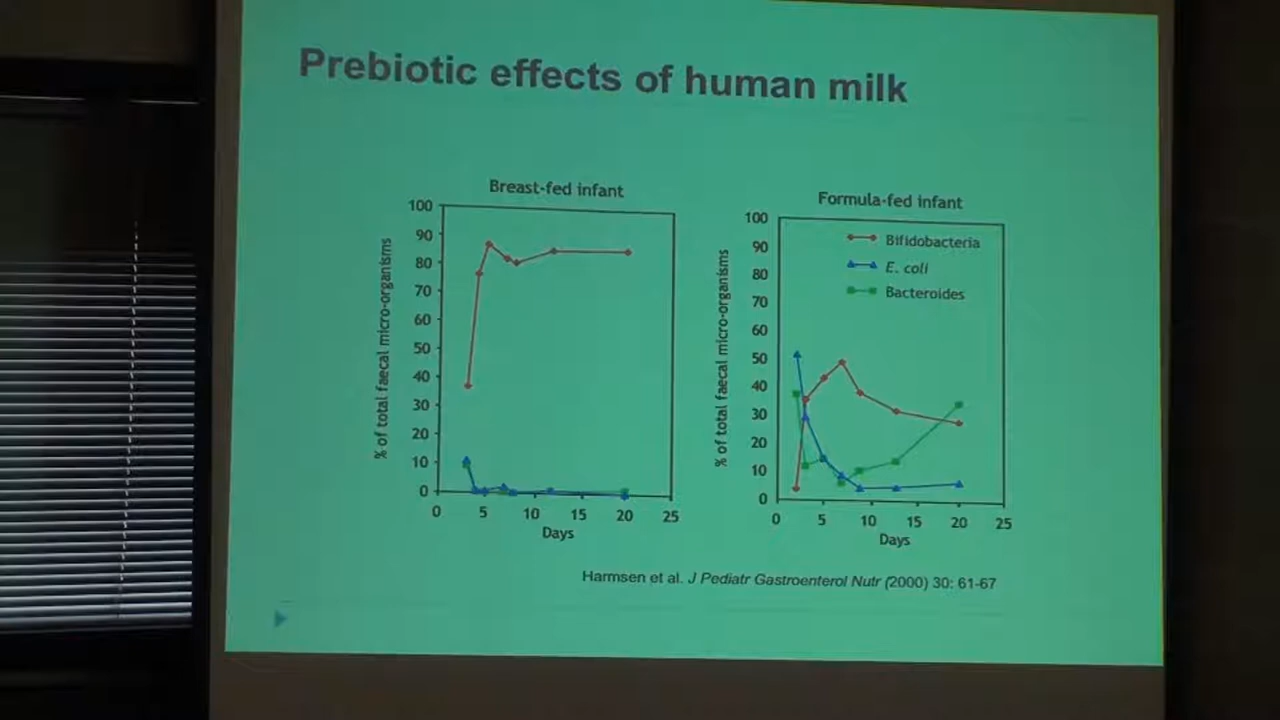 Prebiotic effects of human milk
Breast-fed infant
100
90
80
70
60
50
40
30
20
10
0
% of total faecal micro-organisms
0 5 10 15 20 25
Days
Formula-fed infant
100
90
80
70
60
50
40
30
20
10
0
% of total faecal micro-organisms
Bifidobacteria
E. coli
Bacteroides
0 5 10 15 20 25
Days
Harmsen et al. J Pediatr Gastroenterol Nutr (2000) 30: 61-67